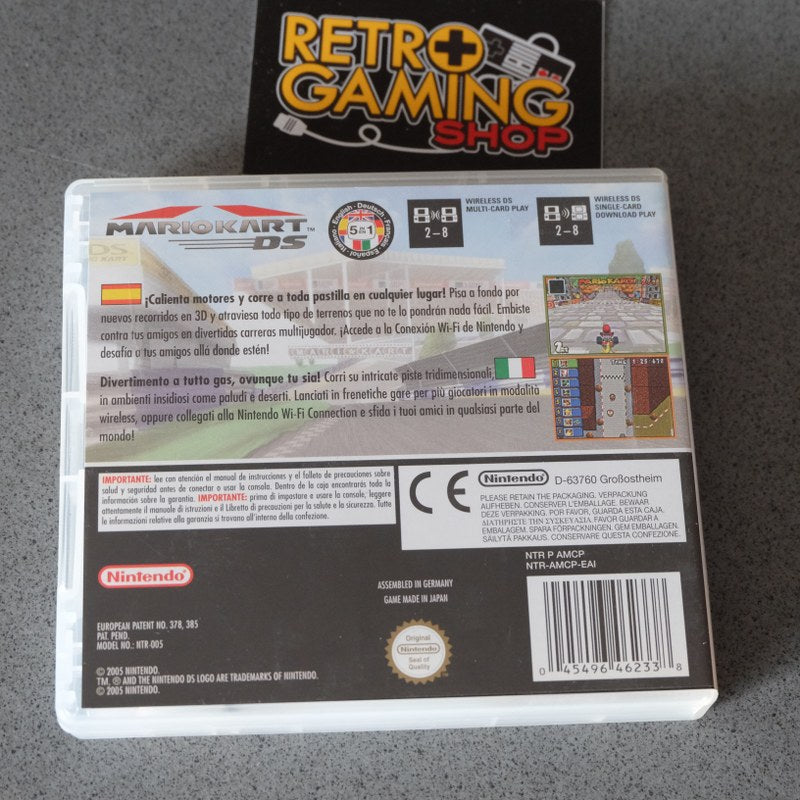 RETRO
GAMING
SHOP
MARIOKART™
DS
English • Deutsch • Français • Español • Italiano
5 in 1
WIRELESS DS
MULTI-CARD PLAY
2-8
WIRELESS DS
SINGLE-CARD
DOWNLOAD PLAY
2-8
¡Calienta motores y corre a toda pastilla en cualquier lugar! Pisa a fondo por
nuevos recorridos en 3D y atraviesa todo tipo de terrenos que no te lo pondrán nada fácil. Embiste
contra tus amigos en divertidas carreras multijugador. ¡Accede a la Conexión Wi-Fi de Nintendo y
desafía a tus amigos allá donde estén!
Divertimento a tutto gas, ovunque tu sia! Corri su intricate piste tridimensionali,
in ambienti insidiosi come paludi e deserti. Lanciati in frenetiche gare per più giocatori in modalità
wireless, oppure collegati alla Nintendo Wi-Fi Connection e sfida i tuoi amici in qualsiasi parte del
mondo!
IMPORTANTE: lee con atención el manual de instrucciones y el folleto de precauciones sobre
salud y seguridad antes de conectar o usar la consola. Dentro de la caja encontrarás toda la
información sobre la garantía. IMPORTANTE: prima di impostare e usare la console, leggere
attentamente il manuale di istruzioni e il Libretto di precauzioni per la salute e la sicurezza. Tutte
le informazioni relative alla garanzia si trovano all'interno della confezione.
CE
Nintendo D-63760 Großostheim
PLEASE RETAIN THE PACKAGING. VERPACKUNG
AUFHEBEN. CONSERVER L'EMBALLAGE. BEWAAR
DEZE VERPAKKING. POR FAVOR, GUARDA ESTA CAJA.
ΔΙΑΤΗΡΗΣΤΕ ΤΗΝ ΣΥΣΚΕΥΑΣΙΑ. FAVOR GUARDAR A
EMBALAGEM. SPARA FÖRPACKNINGEN. GEM EMBALLAGEN.
SÄILYTÄ PAKKAUS. CONSERVARE QUESTA CONFEZIONE.
NTR P AMCP
NTR-AMCP-EAI
Nintendo
ASSEMBLED IN GERMANY
GAME MADE IN JAPAN
EUROPEAN PATENT NO. 378, 385
PAT. PEND.
MODEL NO.: NTR-005
Original
Nintendo
Seal of
Quality
© 2005 NINTENDO.
TM, ® AND THE NINTENDO DS LOGO ARE TRADEMARKS OF NINTENDO.
© 2005 NINTENDO.
0 45496 46233 8